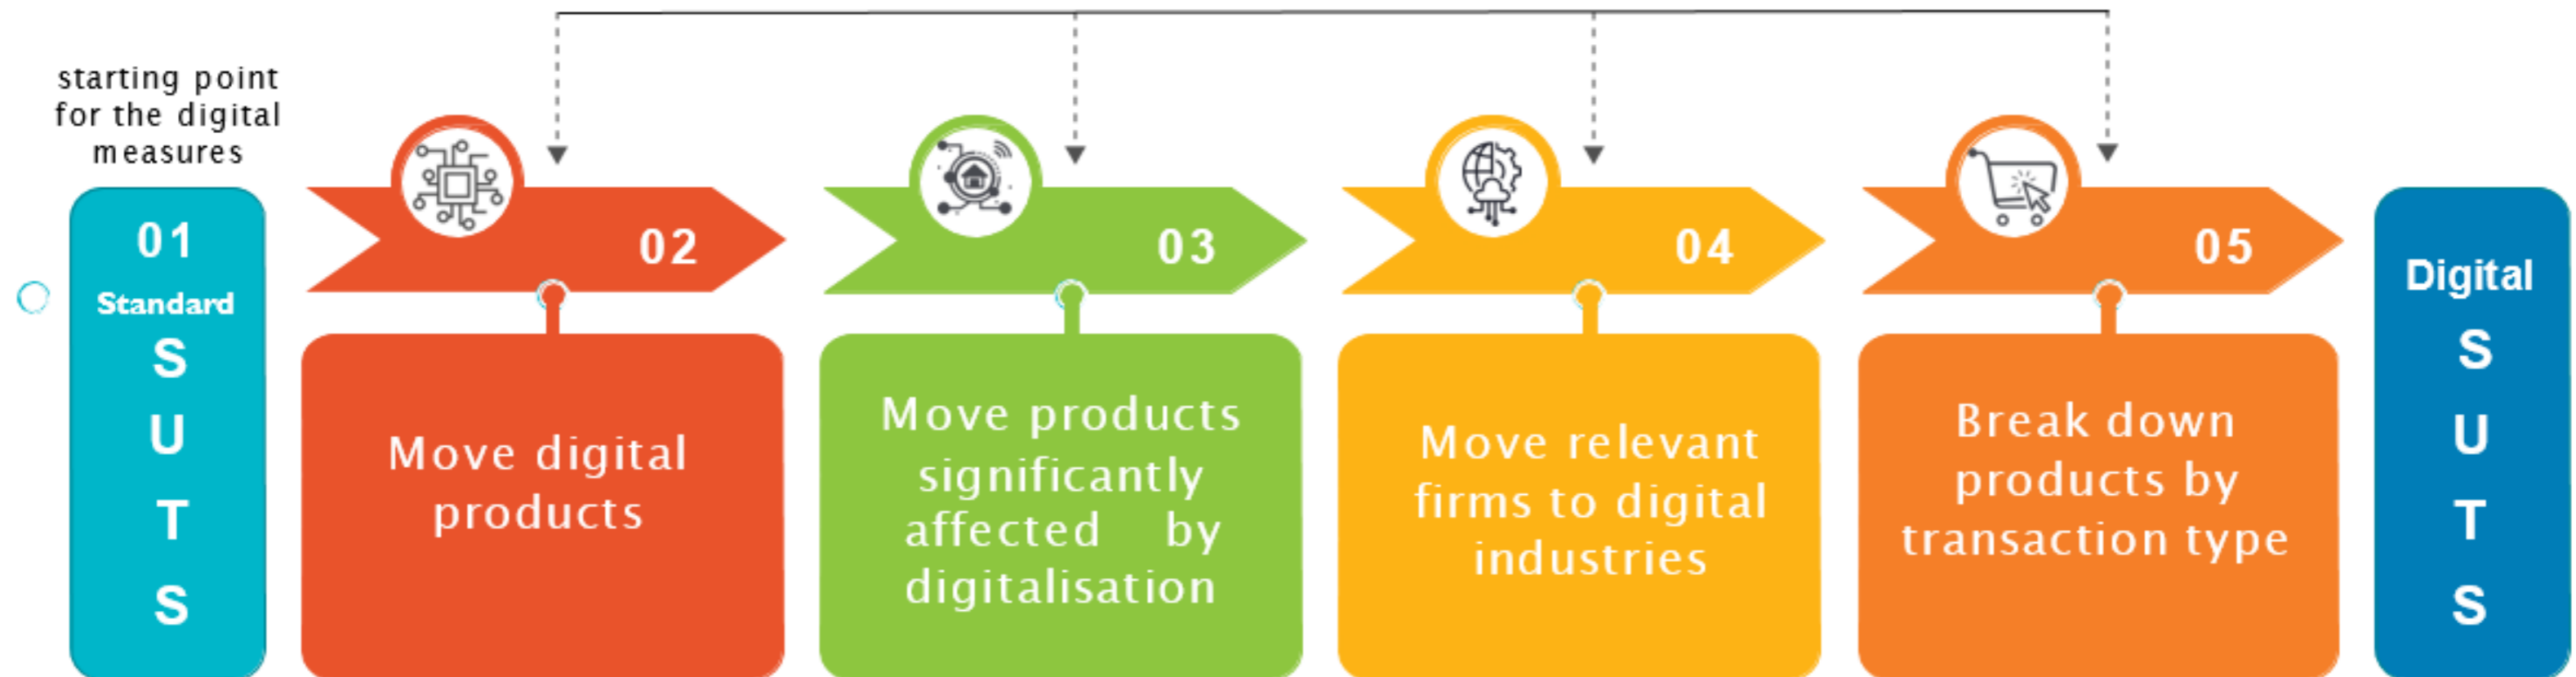 starting point
for the digital
measures
01
Standard
S
U
T
S
02
Move digital
products
03
Move products
significantly
affected by
digitalisation
04
Move relevant
firms to digital
industries
05
Break down
products by
transaction type
Digital
S
U
T
S